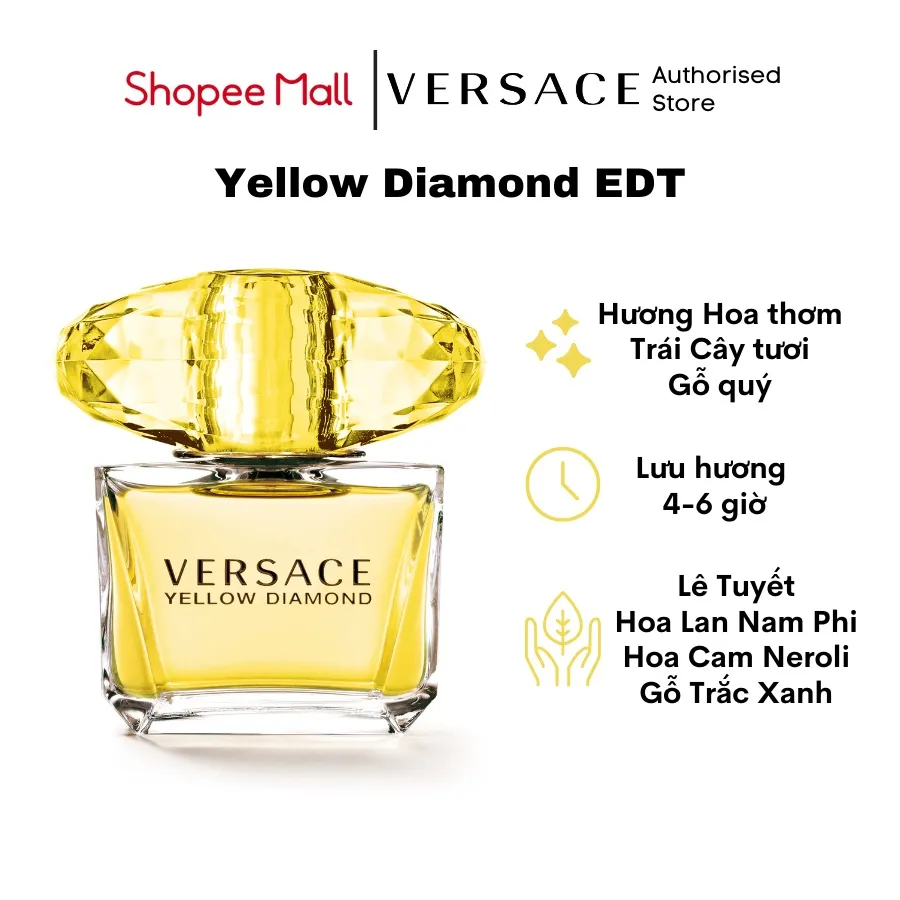 Shopee Mall
VERSACE
Authorised
Store
Yellow Diamond EDT
Hương Hoa thơm
Trái Cây tươi
Gỗ quý
Lưu hương
4-6 giờ
VERSACE
YELLOW DIAMOND
Lê Tuyết
Hoa Lan Nam Phi
Hoa Cam Neroli
Gỗ Trắc Xanh